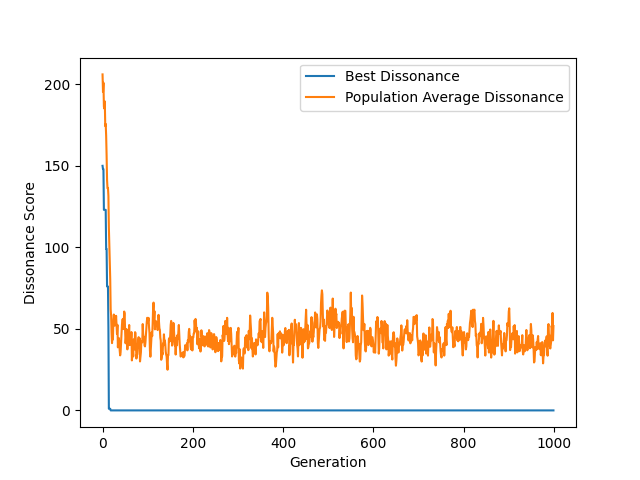 Best Dissonance
Population Average Dissonance
200
150
100
50
0
Dissonance Score
0 200 400 600 800 1000
Generation